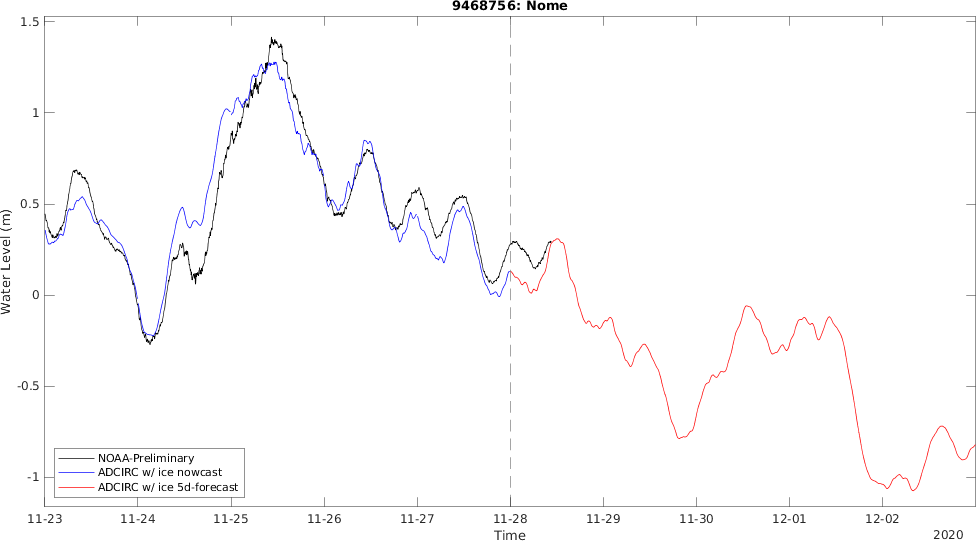 9468756: Nome
1.5
1
0.5
0
-0.5
-1
Water Level (m)
NOAA-Preliminary
ADCIRC w/ ice nowcast
ADCIRC w/ ice 5d-forecast
11-23 11-24 11-25 11-26 11-27 11-28 11-29 11-30 12-01 12-02
Time
2020